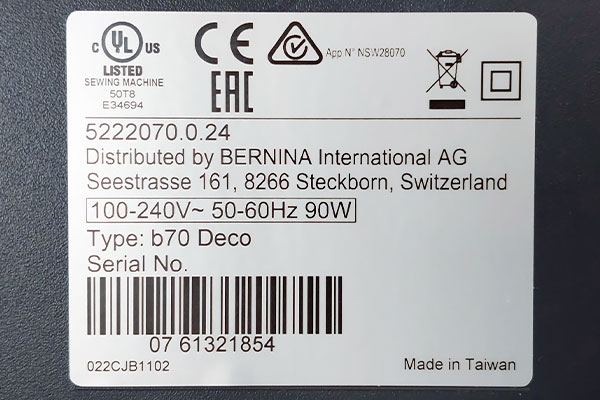 C UL US
LISTED
SEWING MACHINE
50T8
E34694
CE
EAC
App.N° NSW28070
5222070.0.24
Distributed by BERNINA International AG
Seestrasse 161, 8266 Steckborn, Switzerland
100-240V~ 50-60Hz 90W
Type: b70 Deco
Serial No.
07 61321854
022CJB1102
Made in Taiwan